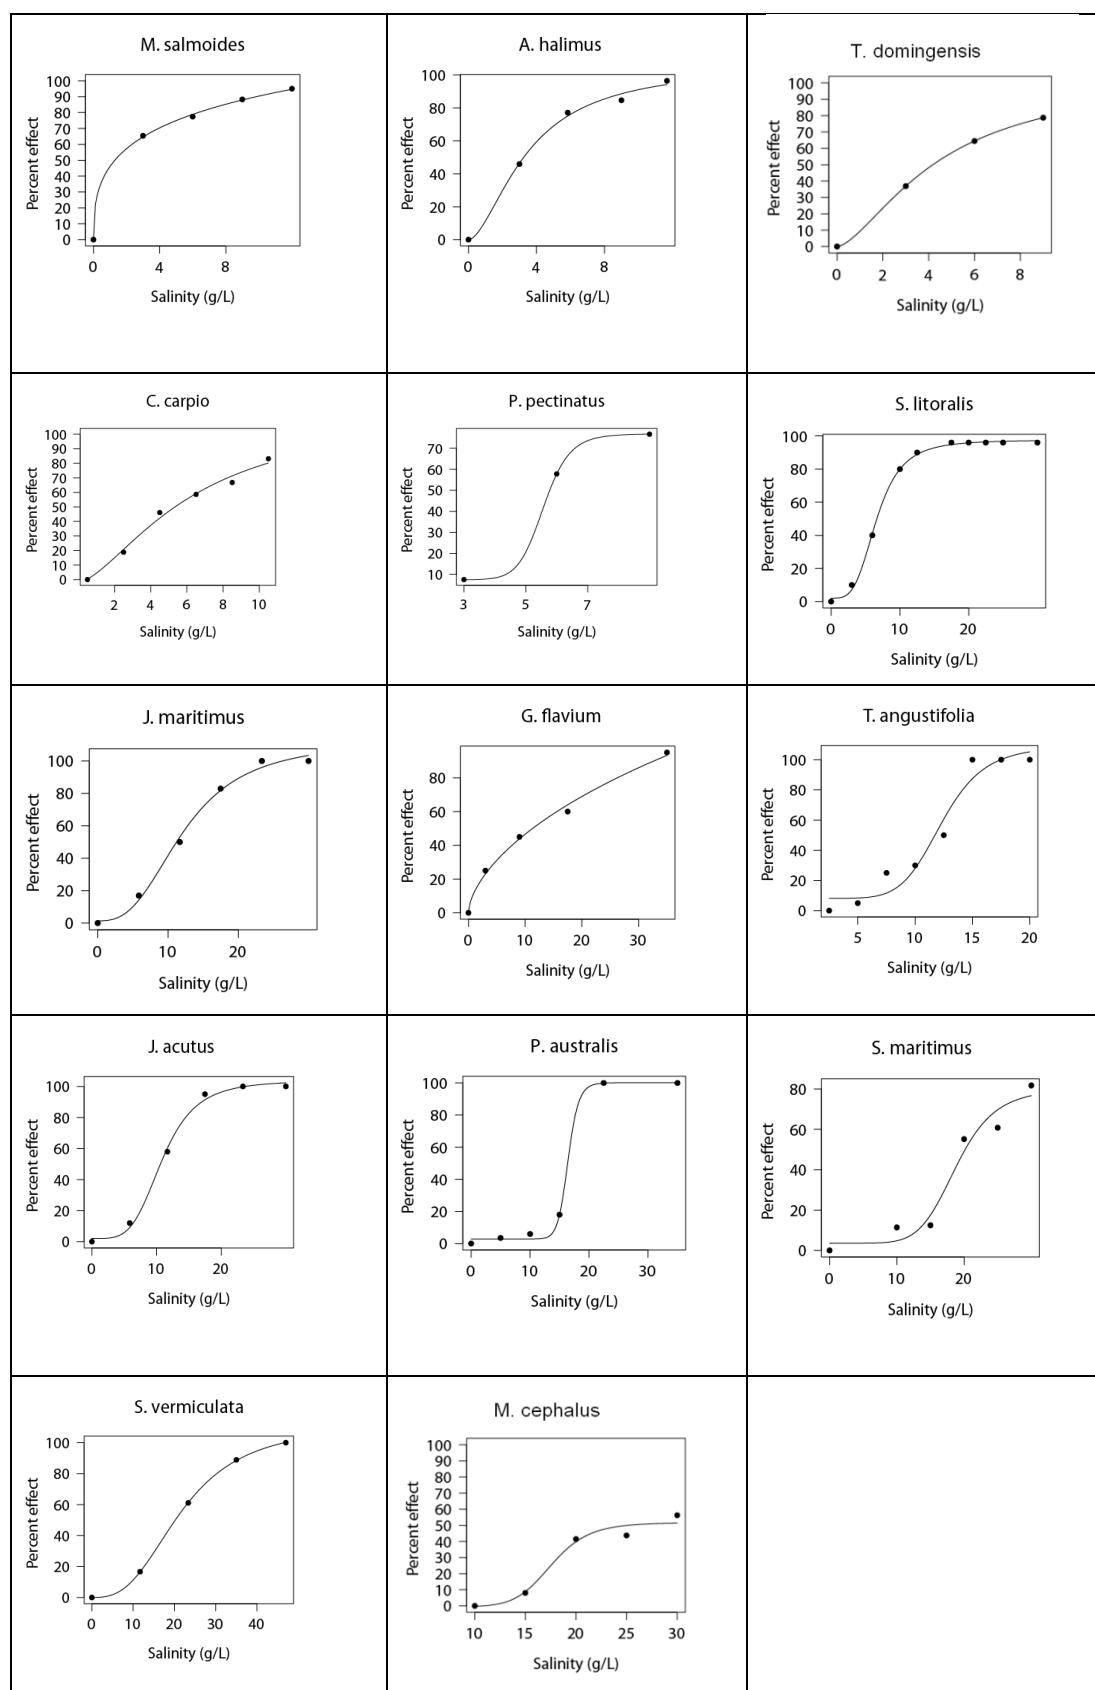 M. salmoides
Percent effect
100
90
80
70
60
50
40
30
20
10
0
0 4 8
Salinity (g/L)
A. halimus
Percent effect
100
80
60
40
20
0
0 4 8
Salinity (g/L)
T. domingensis
Percent effect
100
90
80
70
60
50
40
30
20
10
0
0 2 4 6 8
Salinity (g/L)
C. carpio
Percent effect
100
90
80
70
60
50
40
30
20
10
0
2 4 6 8 10
Salinity (g/L)
P. pectinatus
Percent effect
70
60
50
40
30
20
10
3 5 7
Salinity (g/L)
S. litoralis
Percent effect
100
80
60
40
20
0
0 10 20
Salinity (g/L)
J. maritimus
Percent effect
100
80
60
40
20
0
0 10 20
Salinity (g/L)
G. flavium
Percent effect
80
60
40
20
0
0 10 20 30
Salinity (g/L)
T. angustifolia
Percent effect
100
80
60
40
20
0
5 10 15 20
Salinity (g/L)
J. acutus
Percent effect
100
80
60
40
20
0
0 10 20
Salinity (g/L)
P. australis
Percent effect
100
80
60
40
20
0
0 10 20 30
Salinity (g/L)
S. maritimus
Percent effect
80
60
40
20
0
0 10 20
Salinity (g/L)
S. vermiculata
Percent effect
100
80
60
40
20
0
0 10 20 30 40
Salinity (g/L)
M. cephalus
Percent effect
100
90
80
70
60
50
40
30
20
10
0
10 15 20 25 30
Salinity (g/L)